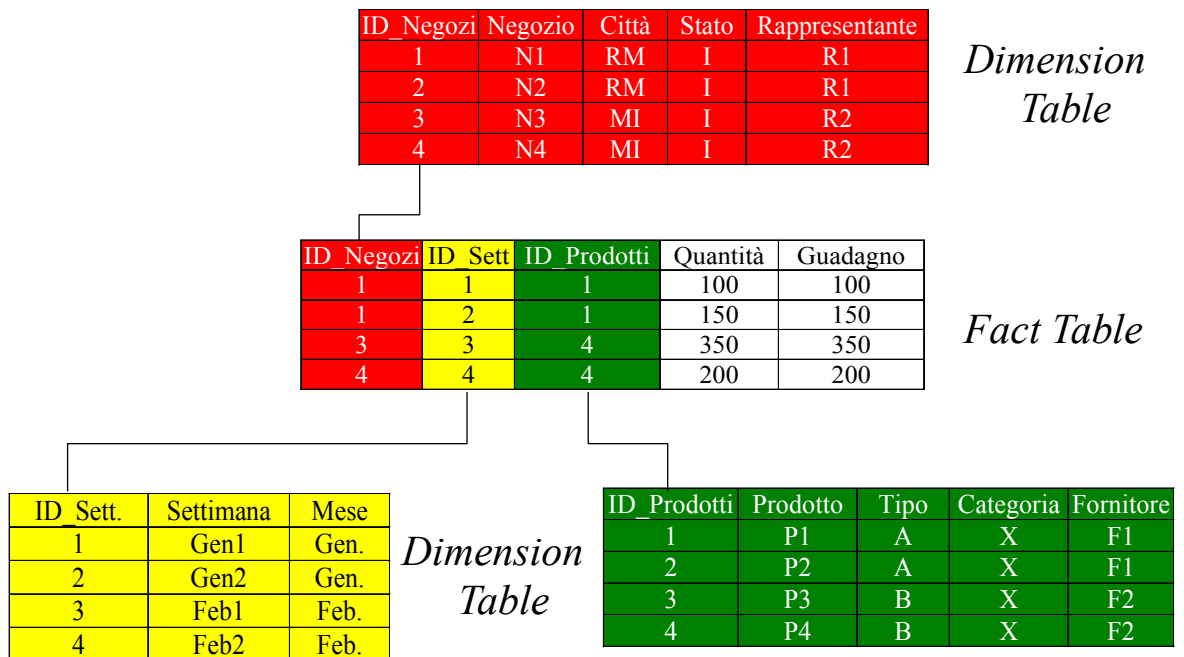 ID_Negozi Negozio Città Stato Rappresentante
1 N1 RM I R1
2 N2 RM I R1
3 N3 MI I R2
4 N4 MI I R2
Dimension
Table
ID_Negozi ID_Sett ID_Prodotti Quantità Guadagno
1 1 1 100 100
1 2 1 150 150
3 3 4 350 350
4 4 4 200 200
Fact Table
ID_Sett. Settimana Mese
1 Gen1 Gen.
2 Gen2 Gen.
3 Feb1 Feb.
4 Feb2 Feb.
Dimension
Table
ID_Prodotti Prodotto Tipo Categoria Fornitore
1 P1 A X F1
2 P2 A X F1
3 P3 B X F2
4 P4 B X F2